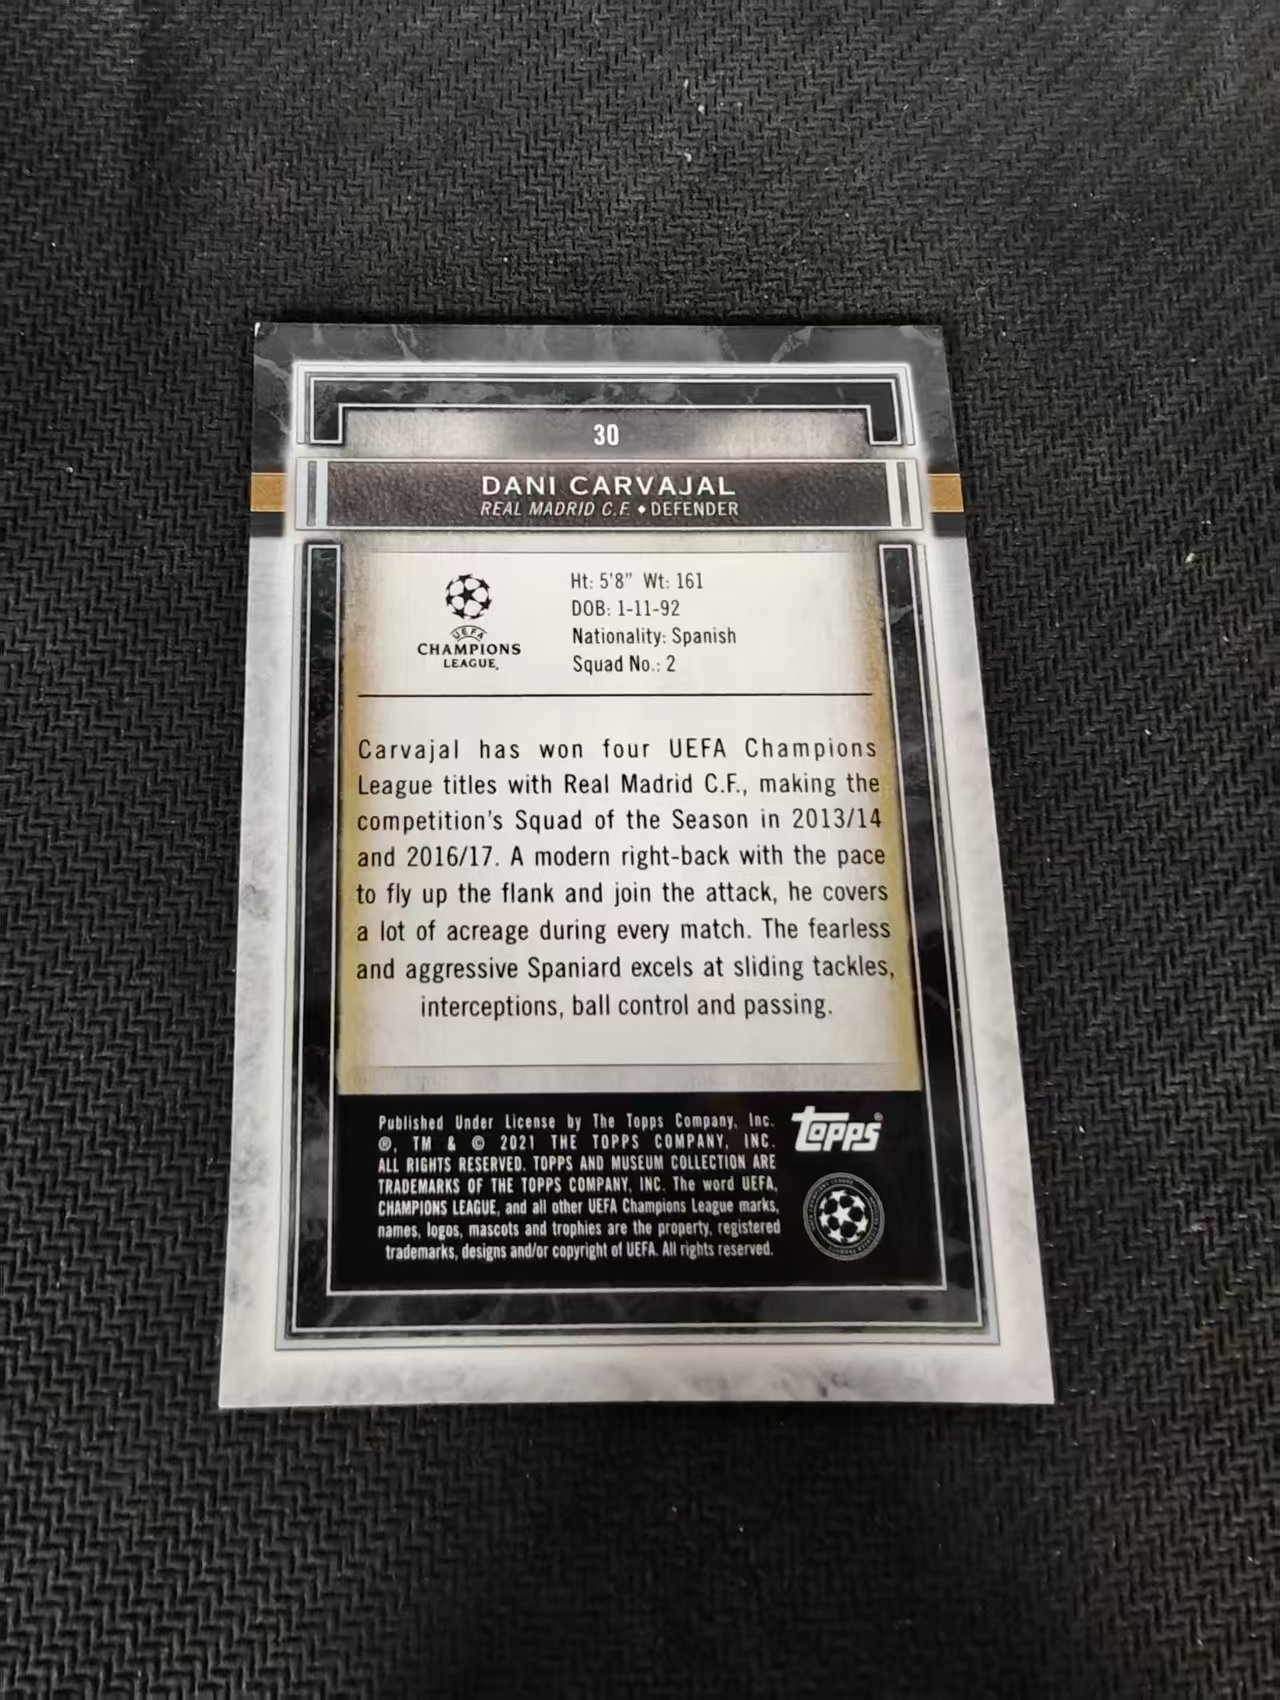 30
DANI CARVAJAL
REAL MADRID C.F. ◆ DEFENDER
UEFA
CHAMPIONS
LEAGUE
Ht: 5'8" Wt: 161
DOB: 1-11-92
Nationality: Spanish
Squad No.: 2
Carvajal has won four UEFA Champions
League titles with Real Madrid C.F., making the
competition's Squad of the Season in 2013/14
and 2016/17. A modern right-back with the pace
to fly up the flank and join the attack, he covers
a lot of acreage during every match. The fearless
and aggressive Spaniard excels at sliding tackles,
interceptions, ball control and passing.
Published Under License by The Topps Company, Inc.
®, TM & © 2021 THE TOPPS COMPANY, INC.
ALL RIGHTS RESERVED. TOPPS AND MUSEUM COLLECTION ARE
TRADEMARKS OF THE TOPPS COMPANY, INC. The word UEFA,
CHAMPIONS LEAGUE, and all other UEFA Champions League marks,
names, logos, mascots and trophies are the property, registered
trademarks, designs and/or copyright of UEFA. All rights reserved.
Topps®